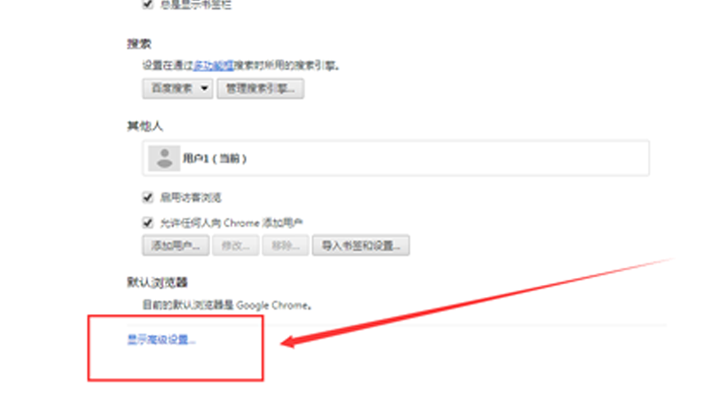 总是显示书签栏
搜索
设置在通过多功能框搜索时所用的搜索引擎。
百度搜索 管理搜索引擎...
其他人
用户1（当前）
启用访客浏览
允许任何人向 Chrome 添加用户
添加用户... 修改... 移除... 导入书签和设置...
默认浏览器
目前的默认浏览器是 Google Chrome。
显示高级设置...